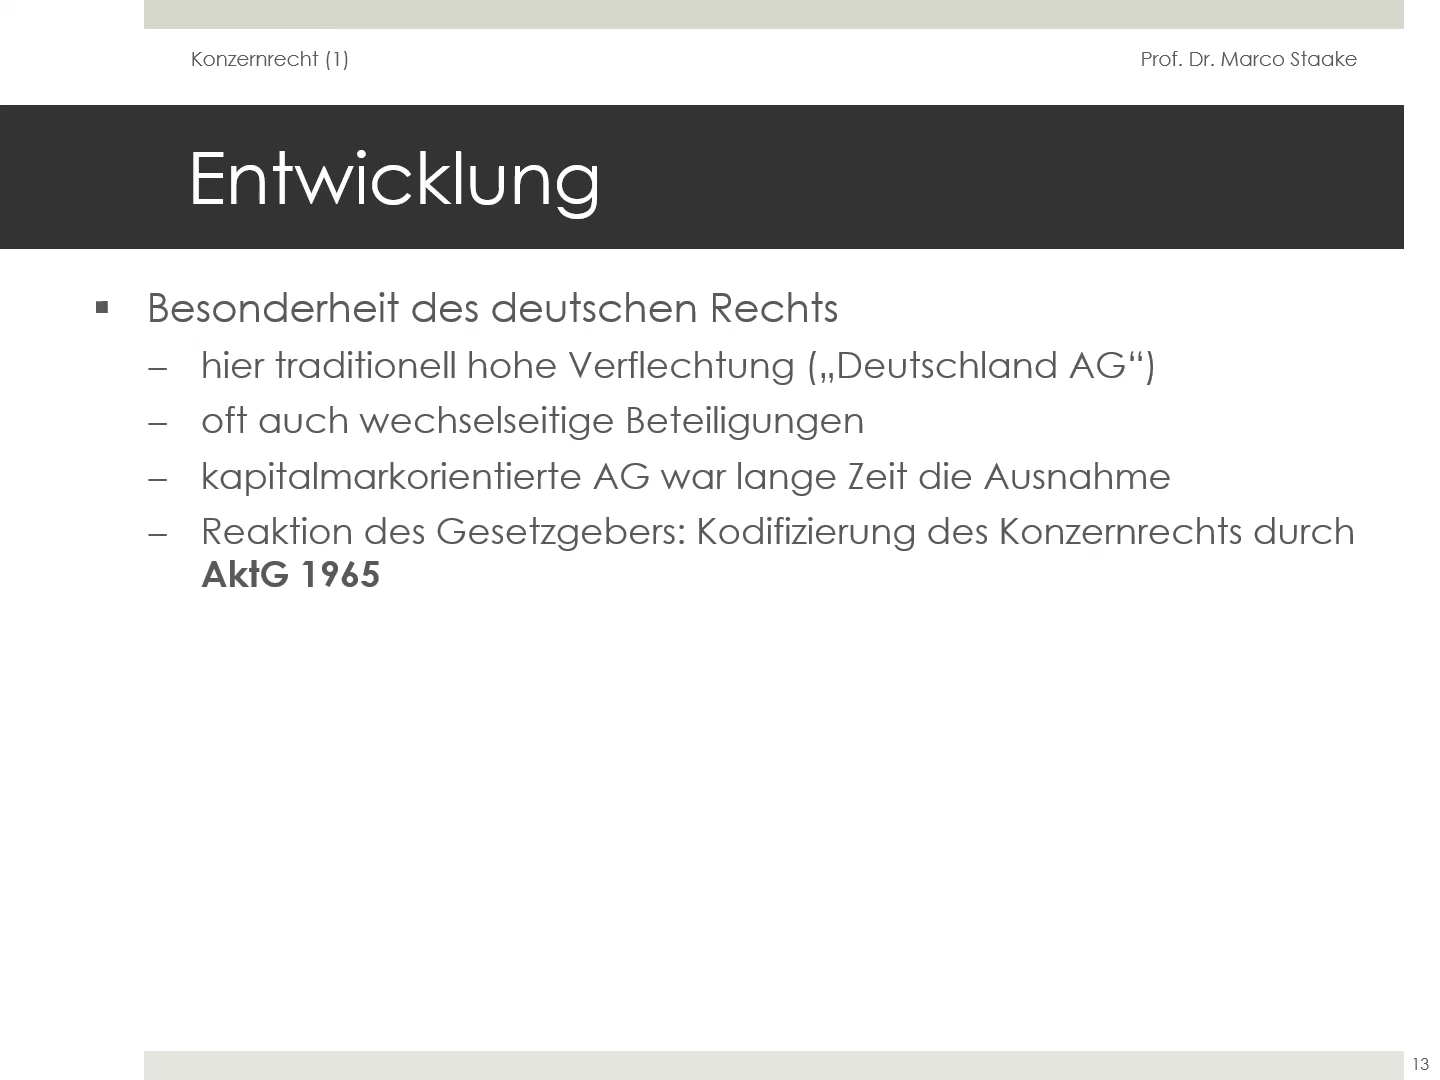 Konzernrecht (1)
Prof. Dr. Marco Staake
Entwicklung
▪ Besonderheit des deutschen Rechts
– hier traditionell hohe Verflechtung („Deutschland AG“)
– oft auch wechselseitige Beteiligungen
– kapitalmarkorientierte AG war lange Zeit die Ausnahme
– Reaktion des Gesetzgebers: Kodifizierung des Konzernrechts durch
AktG 1965
13